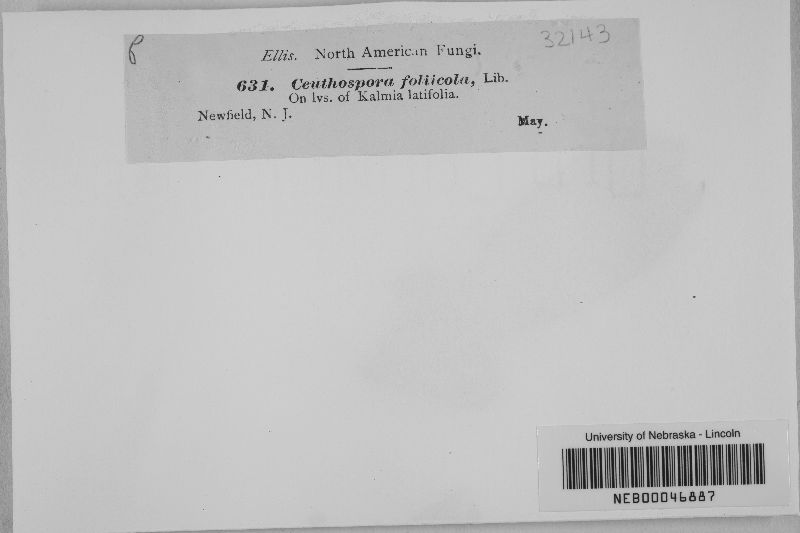 P
32143
Ellis. North American Fungi.
631. Ceuthospora foliicola, Lib.
On lvs. of Kalmia latifolia.
Newfield, N. J.
May.
University of Nebraska - Lincoln
NEB00046887